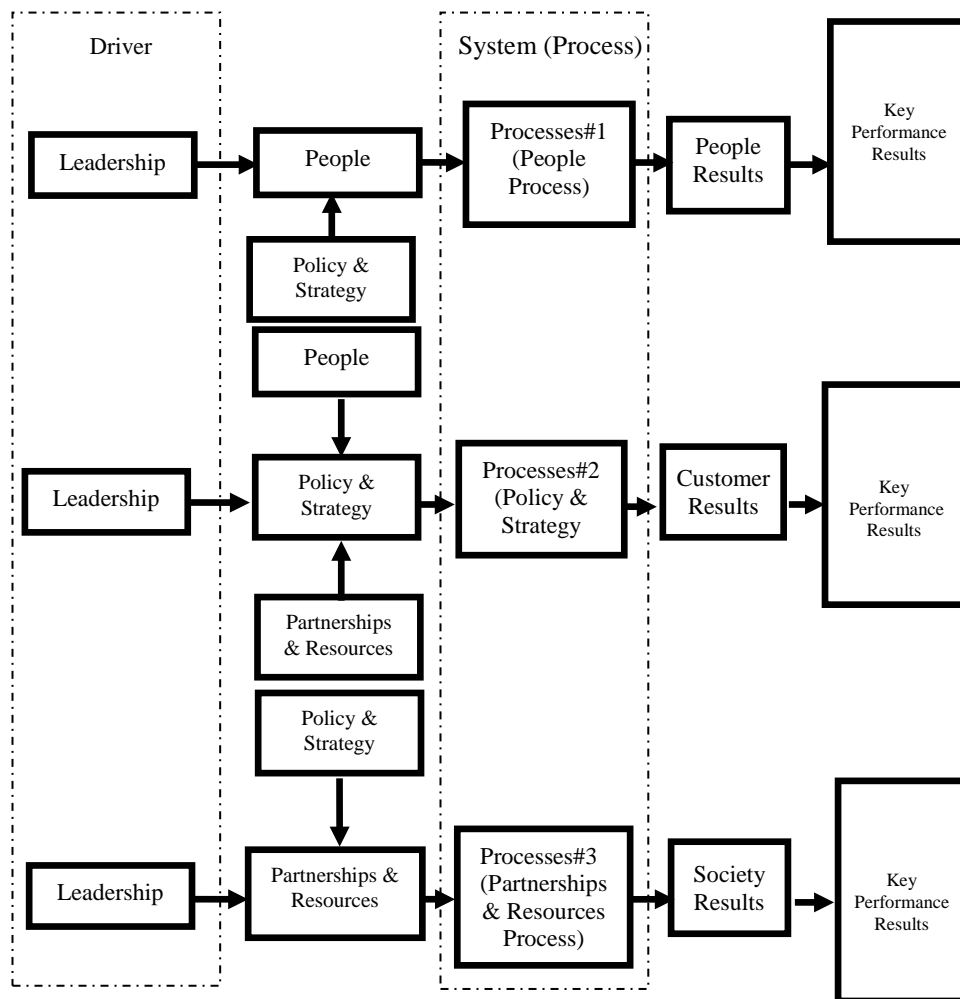 Driver
System (Process)
Leadership
People
Processes#1
(People
Process)
People
Results
Key
Performance
Results
Policy &
Strategy
People
Leadership
Policy &
Strategy
Processes#2
(Policy &
Strategy
Customer
Results
Key
Performance
Results
Partnerships
& Resources
Policy &
Strategy
Leadership
Partnerships &
Resources
Processes#3
(Partnerships
& Resources
Process)
Society
Results
Key
Performance
Results